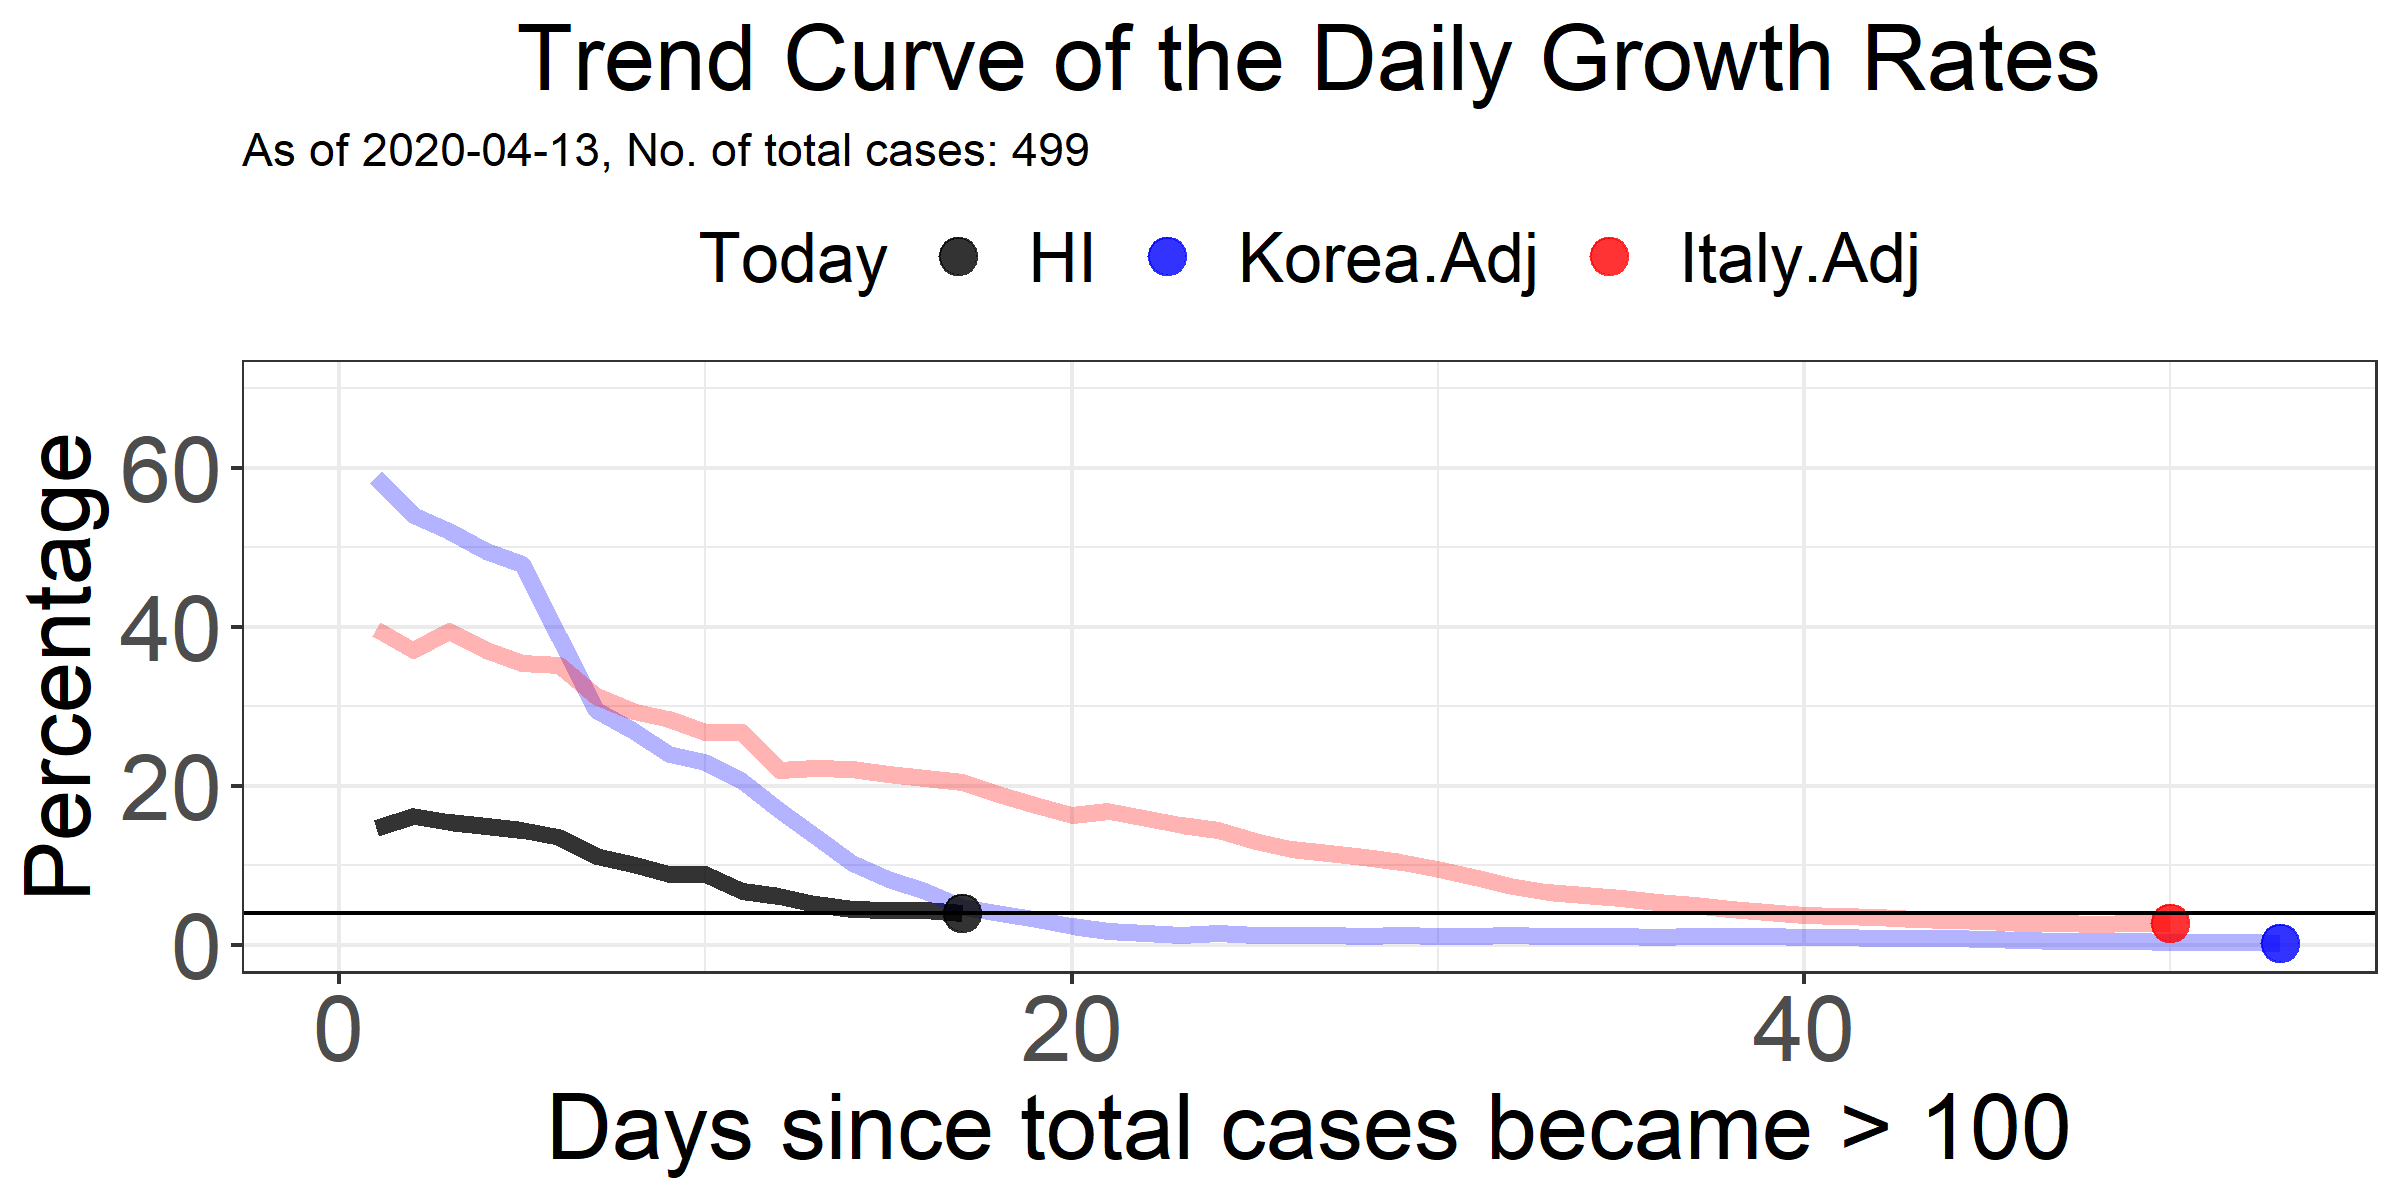 Trend Curve of the Daily Growth Rates
As of 2020-04-13, No. of total cases: 499
Today HI Korea.Adj Italy.Adj
Percentage
60
40
20
0
0 20 40
Days since total cases became > 100